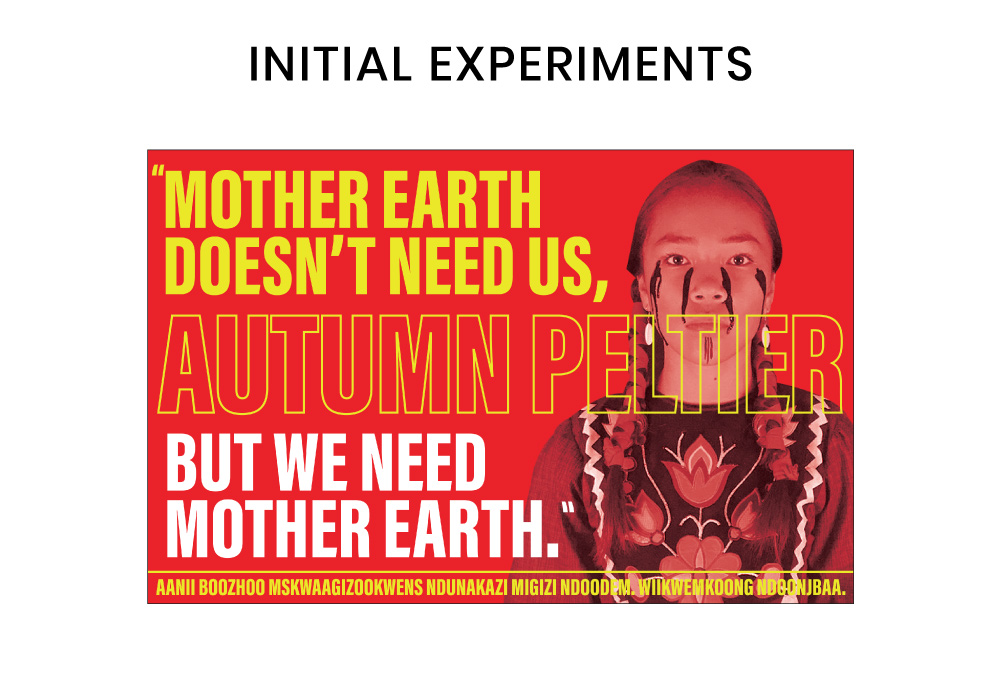 INITIAL EXPERIMENTS
“MOTHER EARTH
DOESN’T NEED US,
AUTUMN PELTIER
BUT WE NEED
MOTHER EARTH.“
AANII BOOZHOO MSKWAAGIZOOKWENS NDUNAKAZI MIGIZI NDOODEM. WIIKWEMKOONG NDOONJBAA.